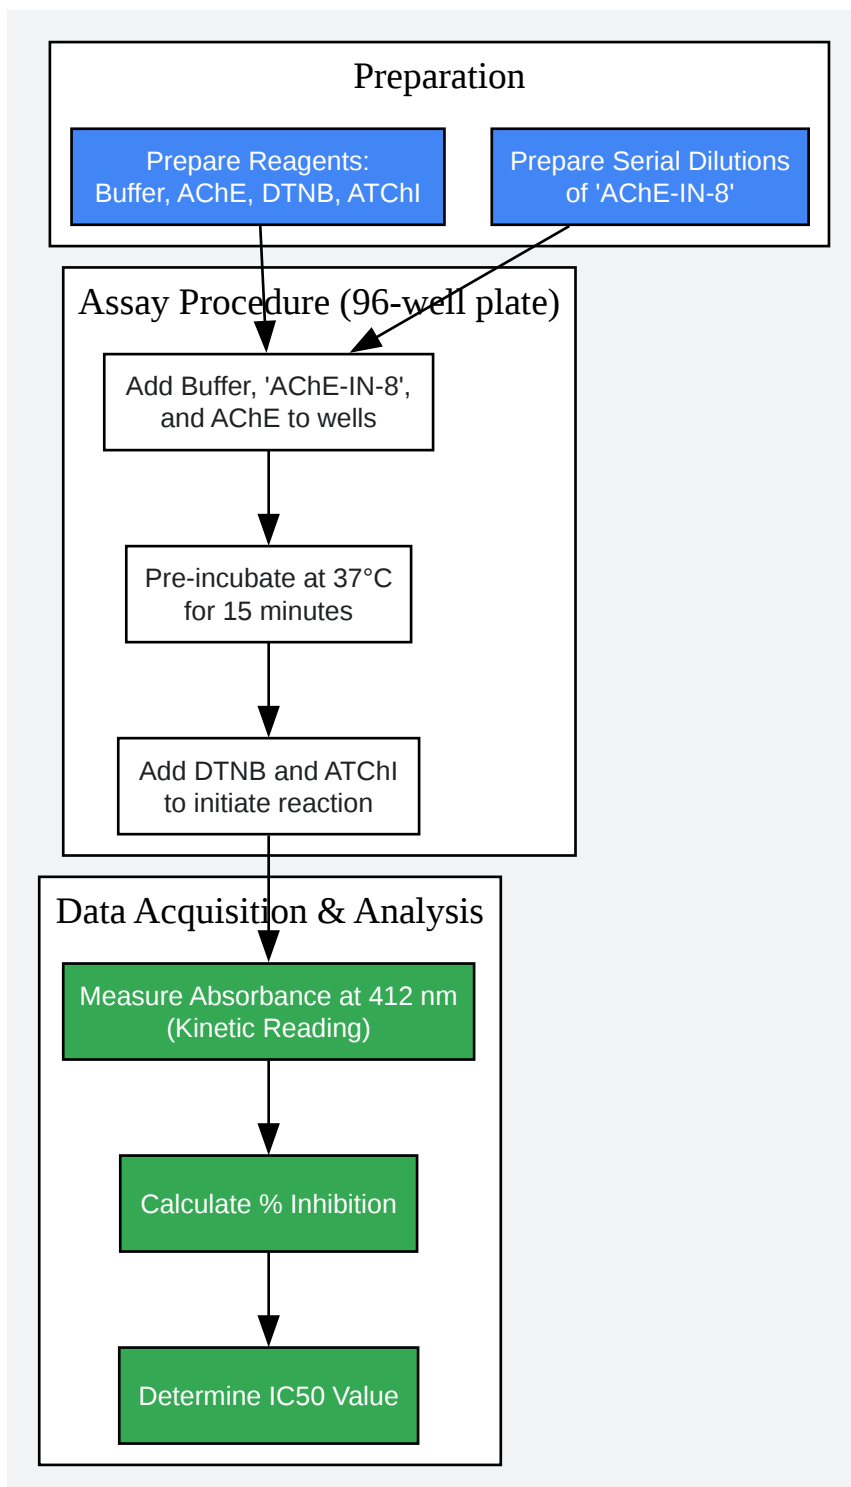 Preparation
Prepare Reagents:
Buffer, AChE, DTNB, ATChI
Prepare Serial Dilutions
of 'AChE-IN-8'
Assay Procedure (96-well plate)
Add Buffer, 'AChE-IN-8',
and AChE to wells
Pre-incubate at 37°C
for 15 minutes
Add DTNB and ATChI
to initiate reaction
Data Acquisition & Analysis
Measure Absorbance at 412 nm
(Kinetic Reading)
Calculate % Inhibition
Determine IC50 Value